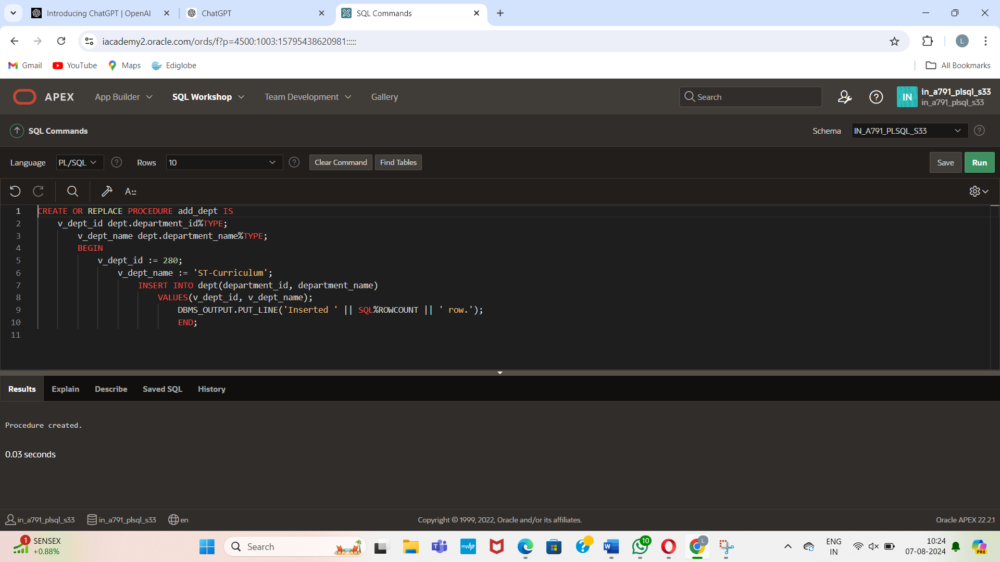 Introducing ChatGPT | OpenAI
ChatGPT
SQL Commands
iacademy2.oracle.com/ords/f?p=4500:1003:15795438620981:::::
L
Gmail
YouTube
Maps
Ediglobe
All Bookmarks
APEX
App Builder
SQL Workshop
Team Development
Gallery
Search
IN
in_a791_plsql_s33
in_a791_plsql_s33
SQL Commands
Schema
IN_A791_PLSQL_S33
Language
PL/SQL
Rows
10
Clear Command
Find Tables
Save
Run
A::
1 CREATE OR REPLACE PROCEDURE add_dept IS
2 v_dept_id dept.department_id%TYPE;
3 v_dept_name dept.department_name%TYPE;
4 BEGIN
5 v_dept_id := 280;
6 v_dept_name := 'ST-Curriculum';
7 INSERT INTO dept(department_id, department_name)
8 VALUES(v_dept_id, v_dept_name);
9 DBMS_OUTPUT.PUT_LINE('Inserted ' || SQL%ROWCOUNT || ' row.');
10 END;
11
Results
Explain
Describe
Saved SQL
History
Procedure created.
0.03 seconds
in_a791_plsql_s33
in_a791_plsql_s33
en
Copyright © 1999, 2022, Oracle and/or its affiliates.
Oracle APEX 22.2.1
1
SENSEX
+0.88%
Search
myhp
10
L
ENG
IN
10:24
07-08-2024
PRE